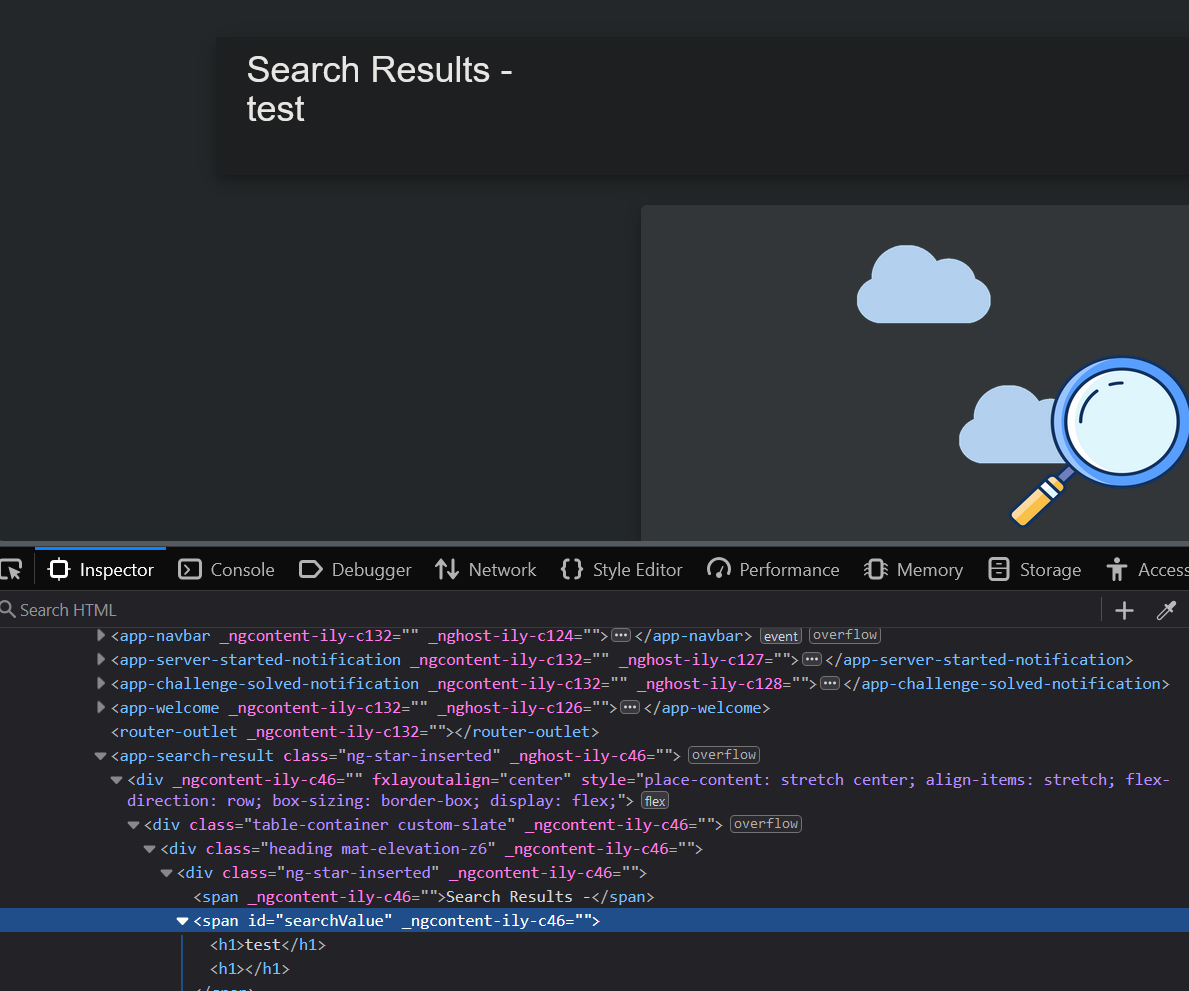 Search Results -
test
Inspector Console Debugger Network Style Editor Performance Memory Storage Access
Search HTML
<app-navbar _ngcontent-ily-c132="" _nghost-ily-c124="">⋯</app-navbar> event overflow
<app-server-started-notification _ngcontent-ily-c132="" _nghost-ily-c127="">⋯</app-server-started-notification>
<app-challenge-solved-notification _ngcontent-ily-c132="" _nghost-ily-c128="">⋯</app-challenge-solved-notification>
<app-welcome _ngcontent-ily-c132="" _nghost-ily-c126="">⋯</app-welcome>
<router-outlet _ngcontent-ily-c132=""></router-outlet>
<app-search-result class="ng-star-inserted" _nghost-ily-c46=""> overflow
<div _ngcontent-ily-c46="" fxlayoutalign="center" style="place-content: stretch center; align-items: stretch; flex-
direction: row; box-sizing: border-box; display: flex;"> flex
<div class="table-container custom-slate" _ngcontent-ily-c46=""> overflow
<div class="heading mat-elevation-z6" _ngcontent-ily-c46="">
<div class="ng-star-inserted" _ngcontent-ily-c46="">
<span _ngcontent-ily-c46="">Search Results -</span>
<span id="searchValue" _ngcontent-ily-c46="">
<h1>test</h1>
<h1></h1>